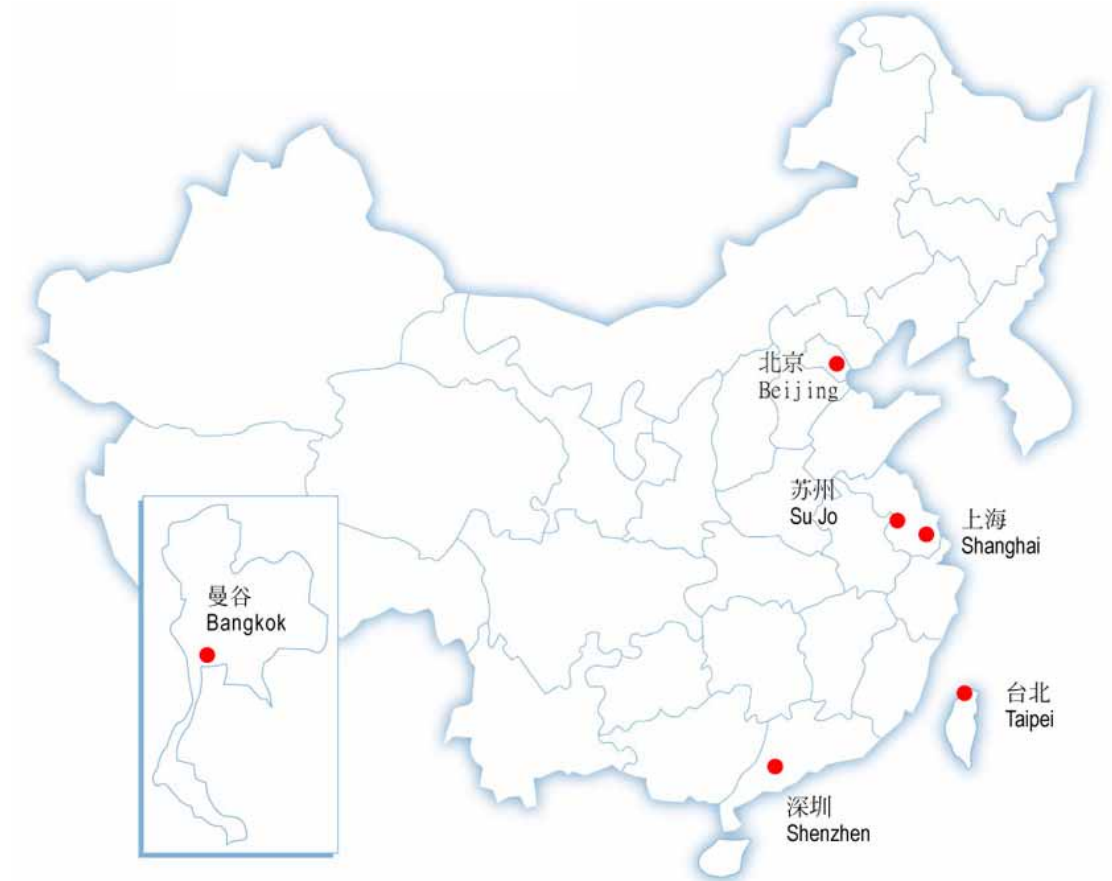 北京
Beijing
苏州
Su Jo
上海
Shanghai
曼谷
Bangkok
台北
Taipei
深圳
Shenzhen